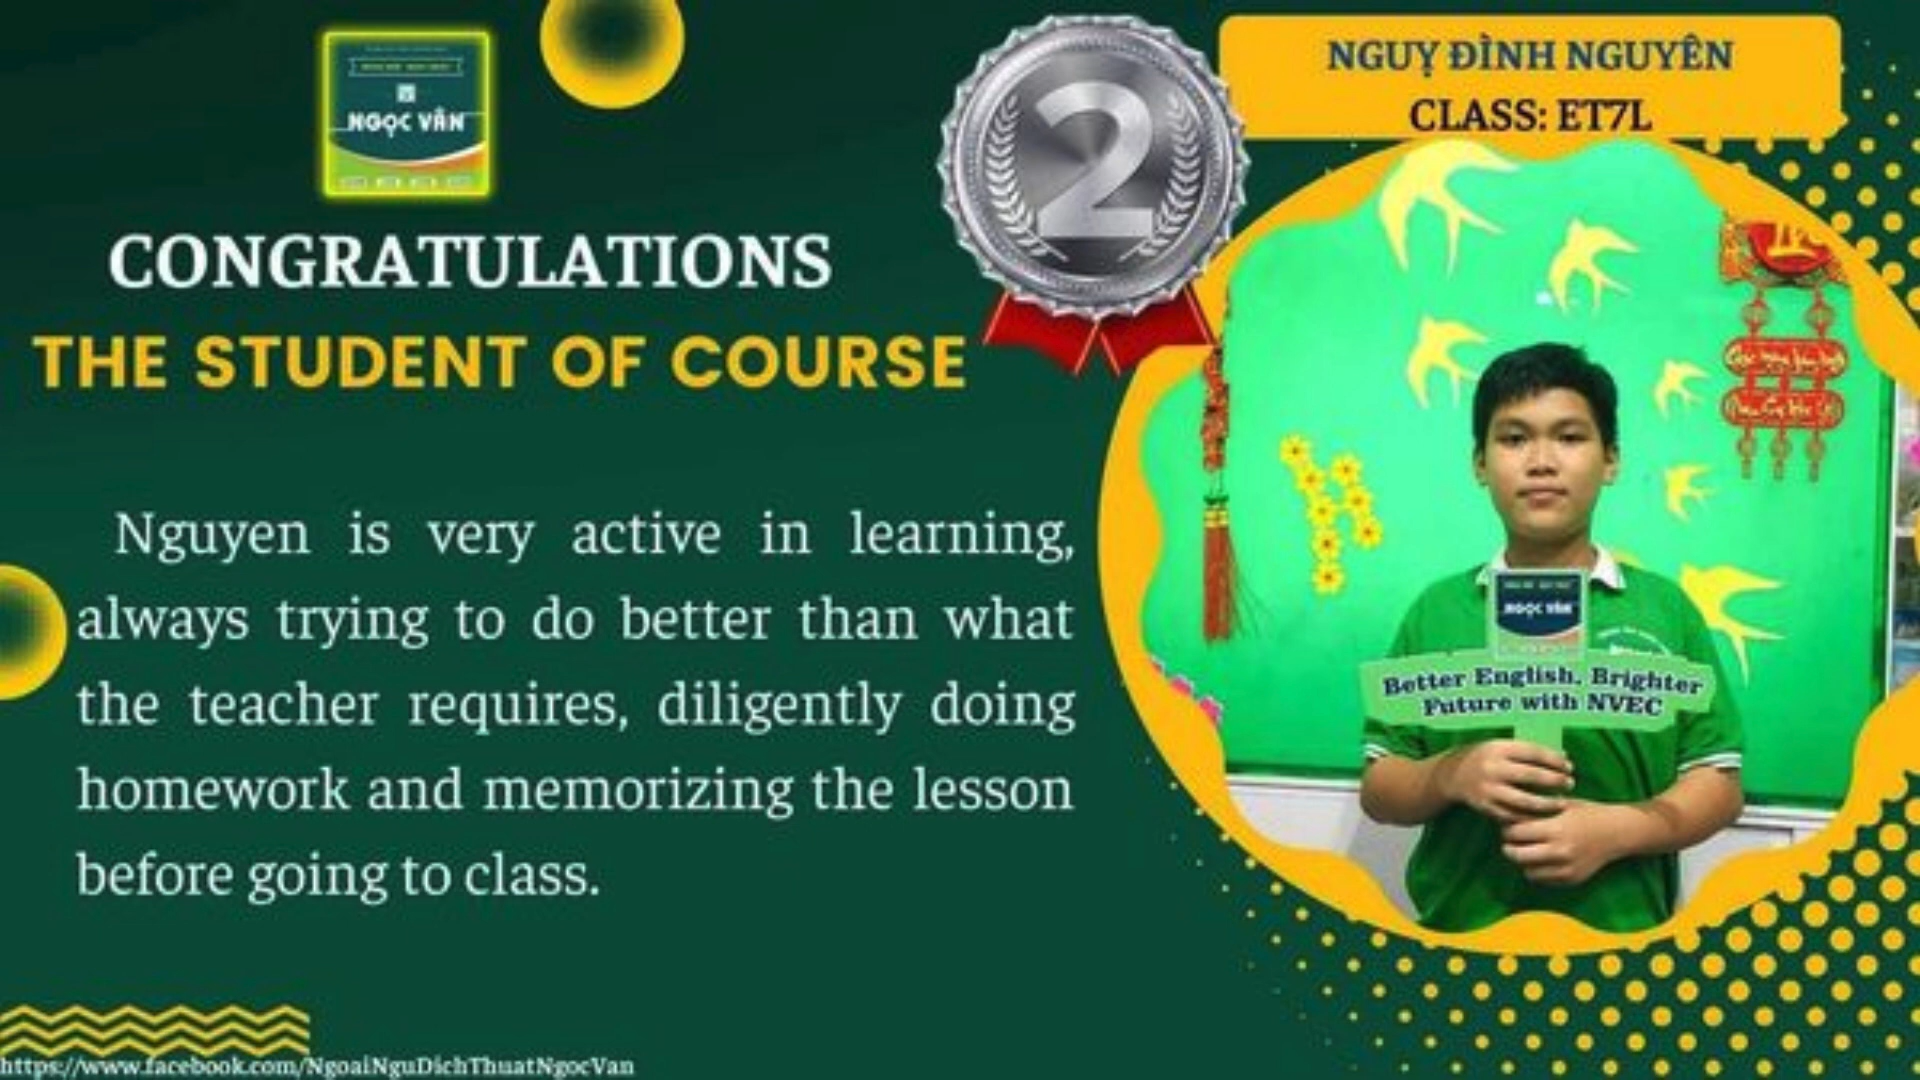 NGỌC VÂN
2
NGUỴ ĐÌNH NGUYÊN
CLASS: ET7L
CONGRATULATIONS
THE STUDENT OF COURSE
Nguyen is very active in learning,
always trying to do better than what
the teacher requires, diligently doing
homework and memorizing the lesson
before going to class.
NGỌC VÂN
Better English. Brighter
Future with NVEC
https://www.facebook.com/NgoaiNguDichThuatNgocVan